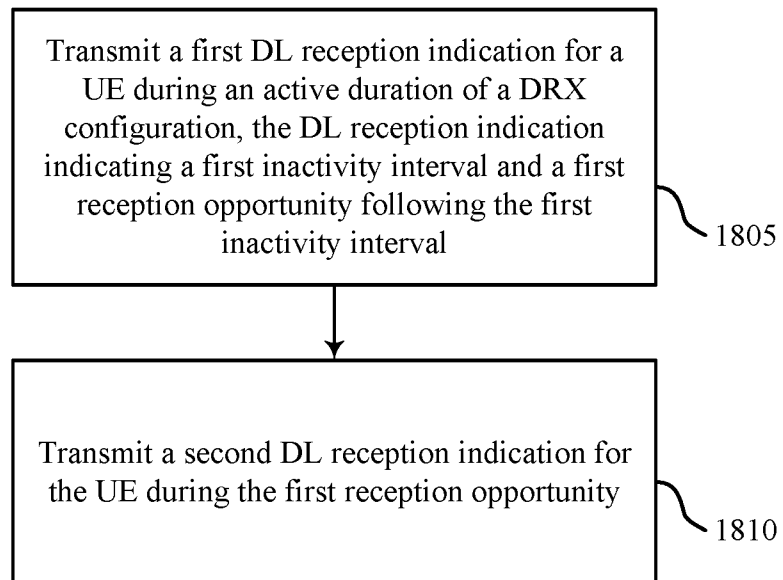 Transmit a first DL reception indication for a
UE during an active duration of a DRX
configuration, the DL reception indication
indicating a first inactivity interval and a first
reception opportunity following the first
inactivity interval
1805
Transmit a second DL reception indication for
the UE during the first reception opportunity
1810